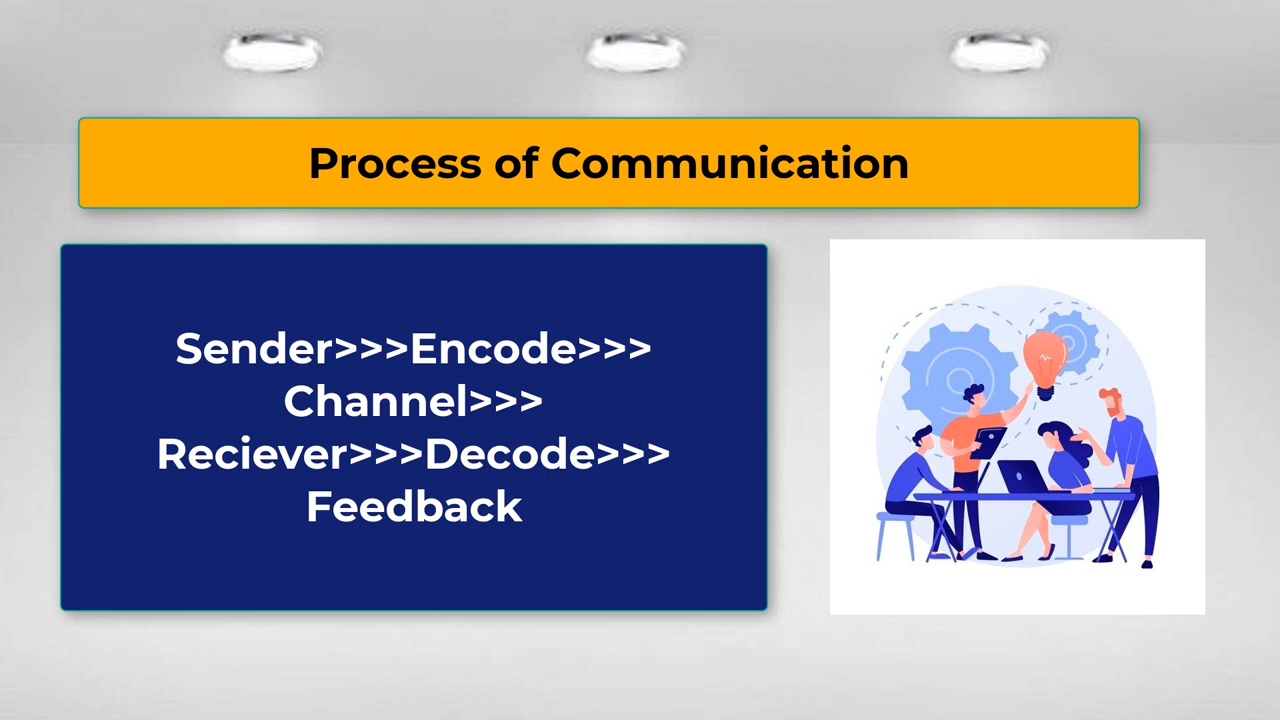 Process of Communication
Sender>>>Encode>>>
Channel>>>
Reciever>>>Decode>>>
Feedback